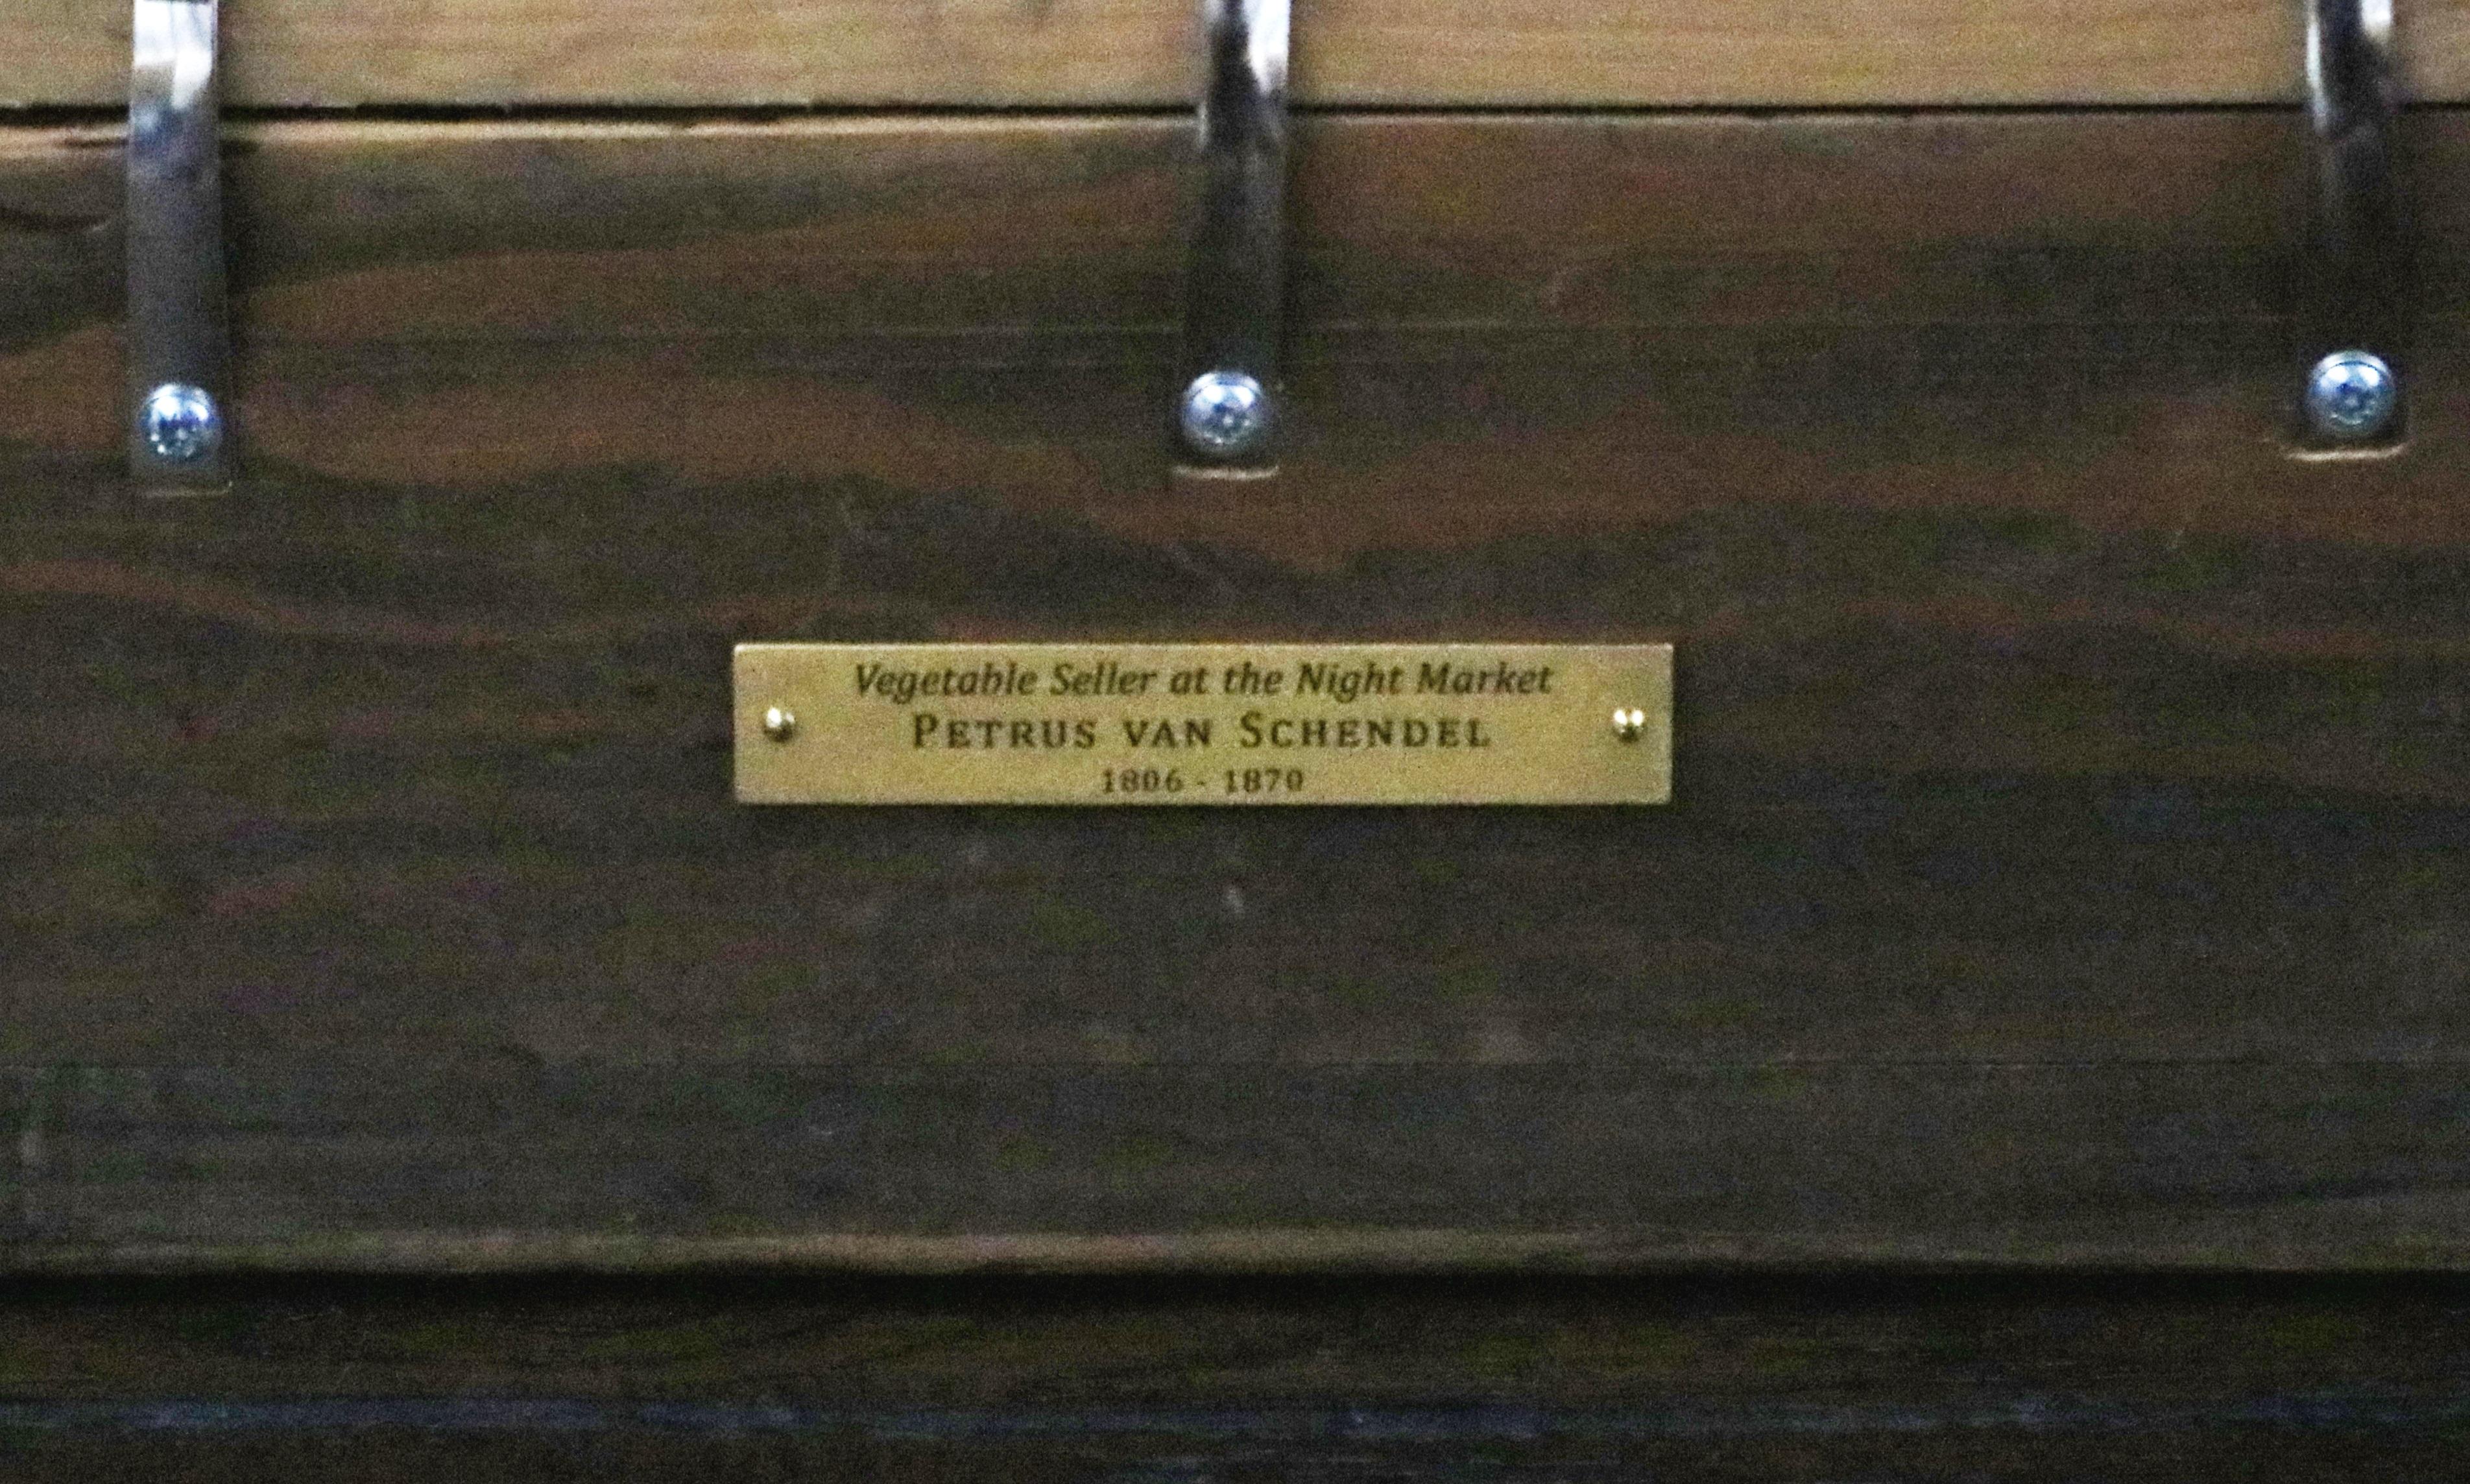 Vegetable Seller at the Night Market
PETRUS VAN SCHENDEL
1806 - 1870